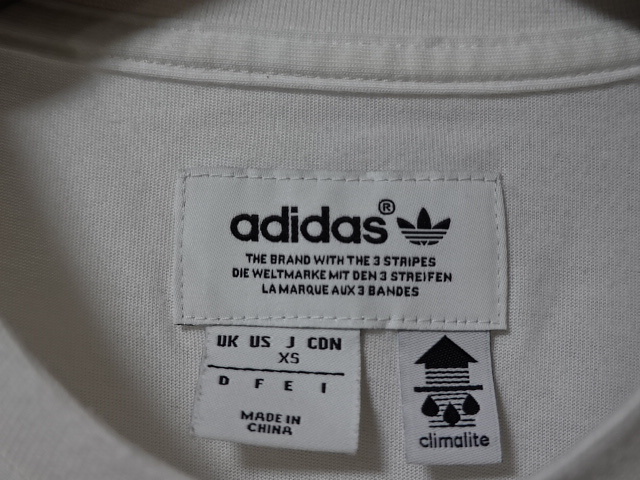 adidas®
THE BRAND WITH THE 3 STRIPES
DIE WELTMARKE MIT DEN 3 STREIFEN
LA MARQUE AUX 3 BANDES
UK US J CDN
XS
D F E I
MADE IN
CHINA
climalite